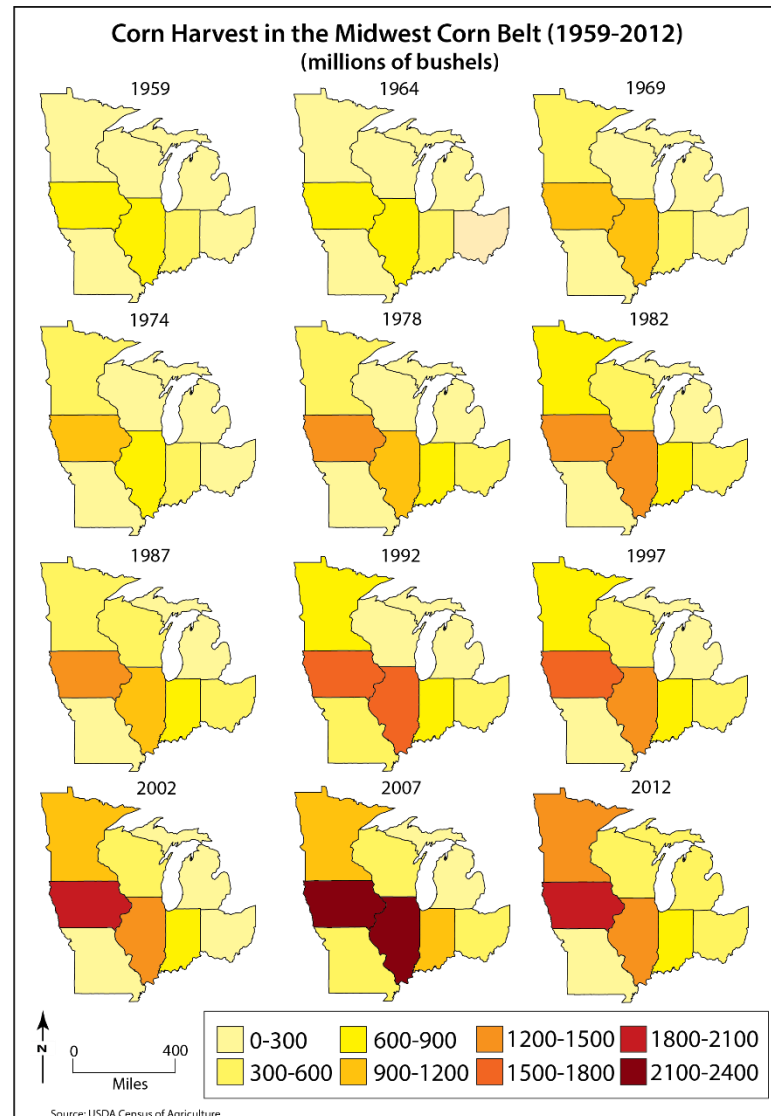 Corn Harvest in the Midwest Corn Belt (1959-2012)
(millions of bushels)
1959 1964 1969
1974 1978 1982
1987 1992 1997
2002 2007 2012
N
0 400
Miles
0-300 600-900 1200-1500 1800-2100
300-600 900-1200 1500-1800 2100-2400
Source: USDA Census of Agriculture